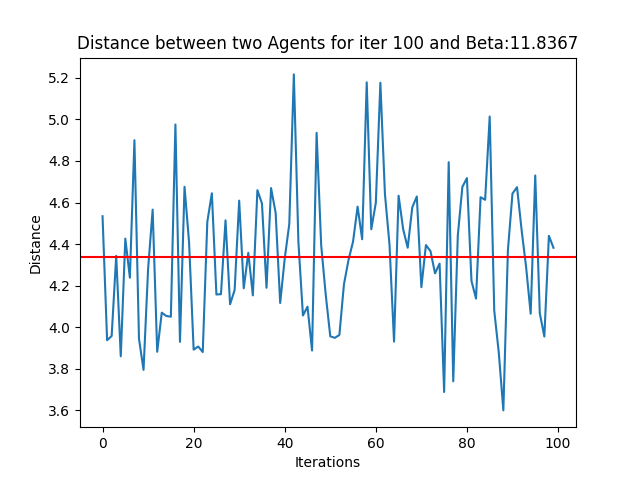 Distance between two Agents for iter 100 and Beta:11.8367
5.2
5.0
4.8
4.6
4.4
4.2
4.0
3.8
3.6
Distance
0 20 40 60 80 100
Iterations